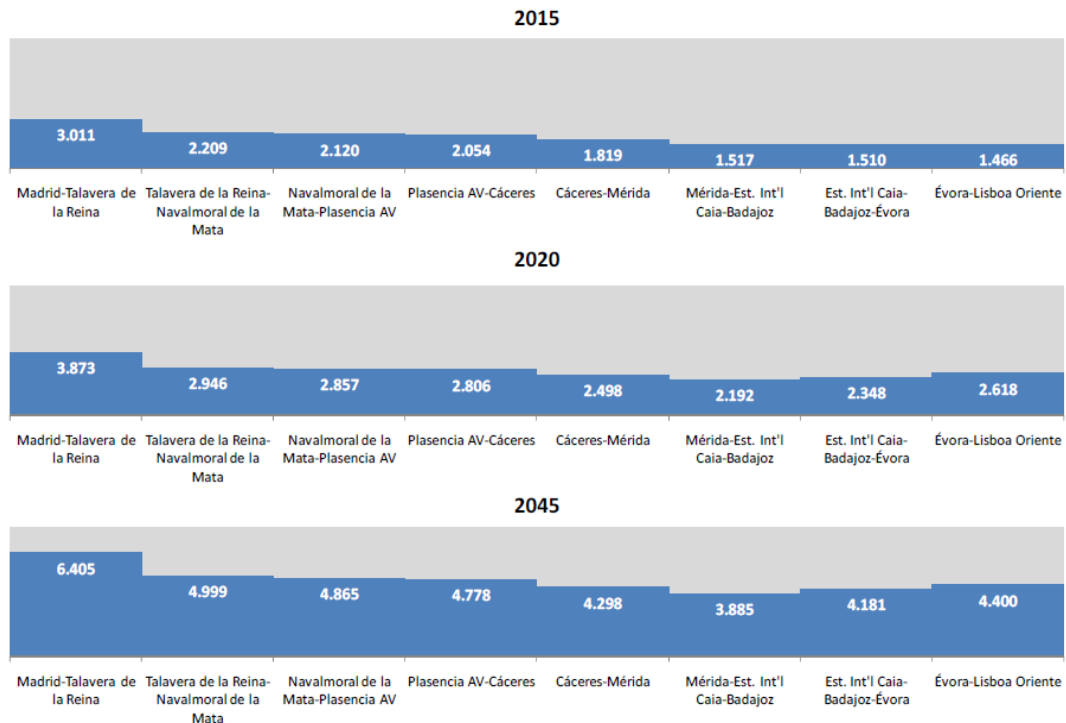 2015
3.011
2.209
2.120
2.054
1.819
1.517
1.510
1.466
Madrid-Talavera de
la Reina
Talavera de la Reina-
Navalmoral de la
Mata
Navalmoral de la
Mata-Plasencia AV
Plasencia AV-Cáceres
Cáceres-Mérida
Mérida-Est. Int'l
Caia-Badajoz
Est. Int'l Caia-
Badajoz-Évora
Évora-Lisboa Oriente
2020
3.873
2.946
2.857
2.806
2.498
2.192
2.348
2.618
Madrid-Talavera de
la Reina
Talavera de la Reina-
Navalmoral de la
Mata
Navalmoral de la
Mata-Plasencia AV
Plasencia AV-Cáceres
Cáceres-Mérida
Mérida-Est. Int'l
Caia-Badajoz
Est. Int'l Caia-
Badajoz-Évora
Évora-Lisboa Oriente
2045
6.405
4.999
4.865
4.778
4.298
3.885
4.181
4.400
Madrid-Talavera de
la Reina
Talavera de la Reina-
Navalmoral de la
Mata
Navalmoral de la
Mata-Plasencia AV
Plasencia AV-Cáceres
Cáceres-Mérida
Mérida-Est. Int'l
Caia-Badajoz
Est. Int'l Caia-
Badajoz-Évora
Évora-Lisboa Oriente